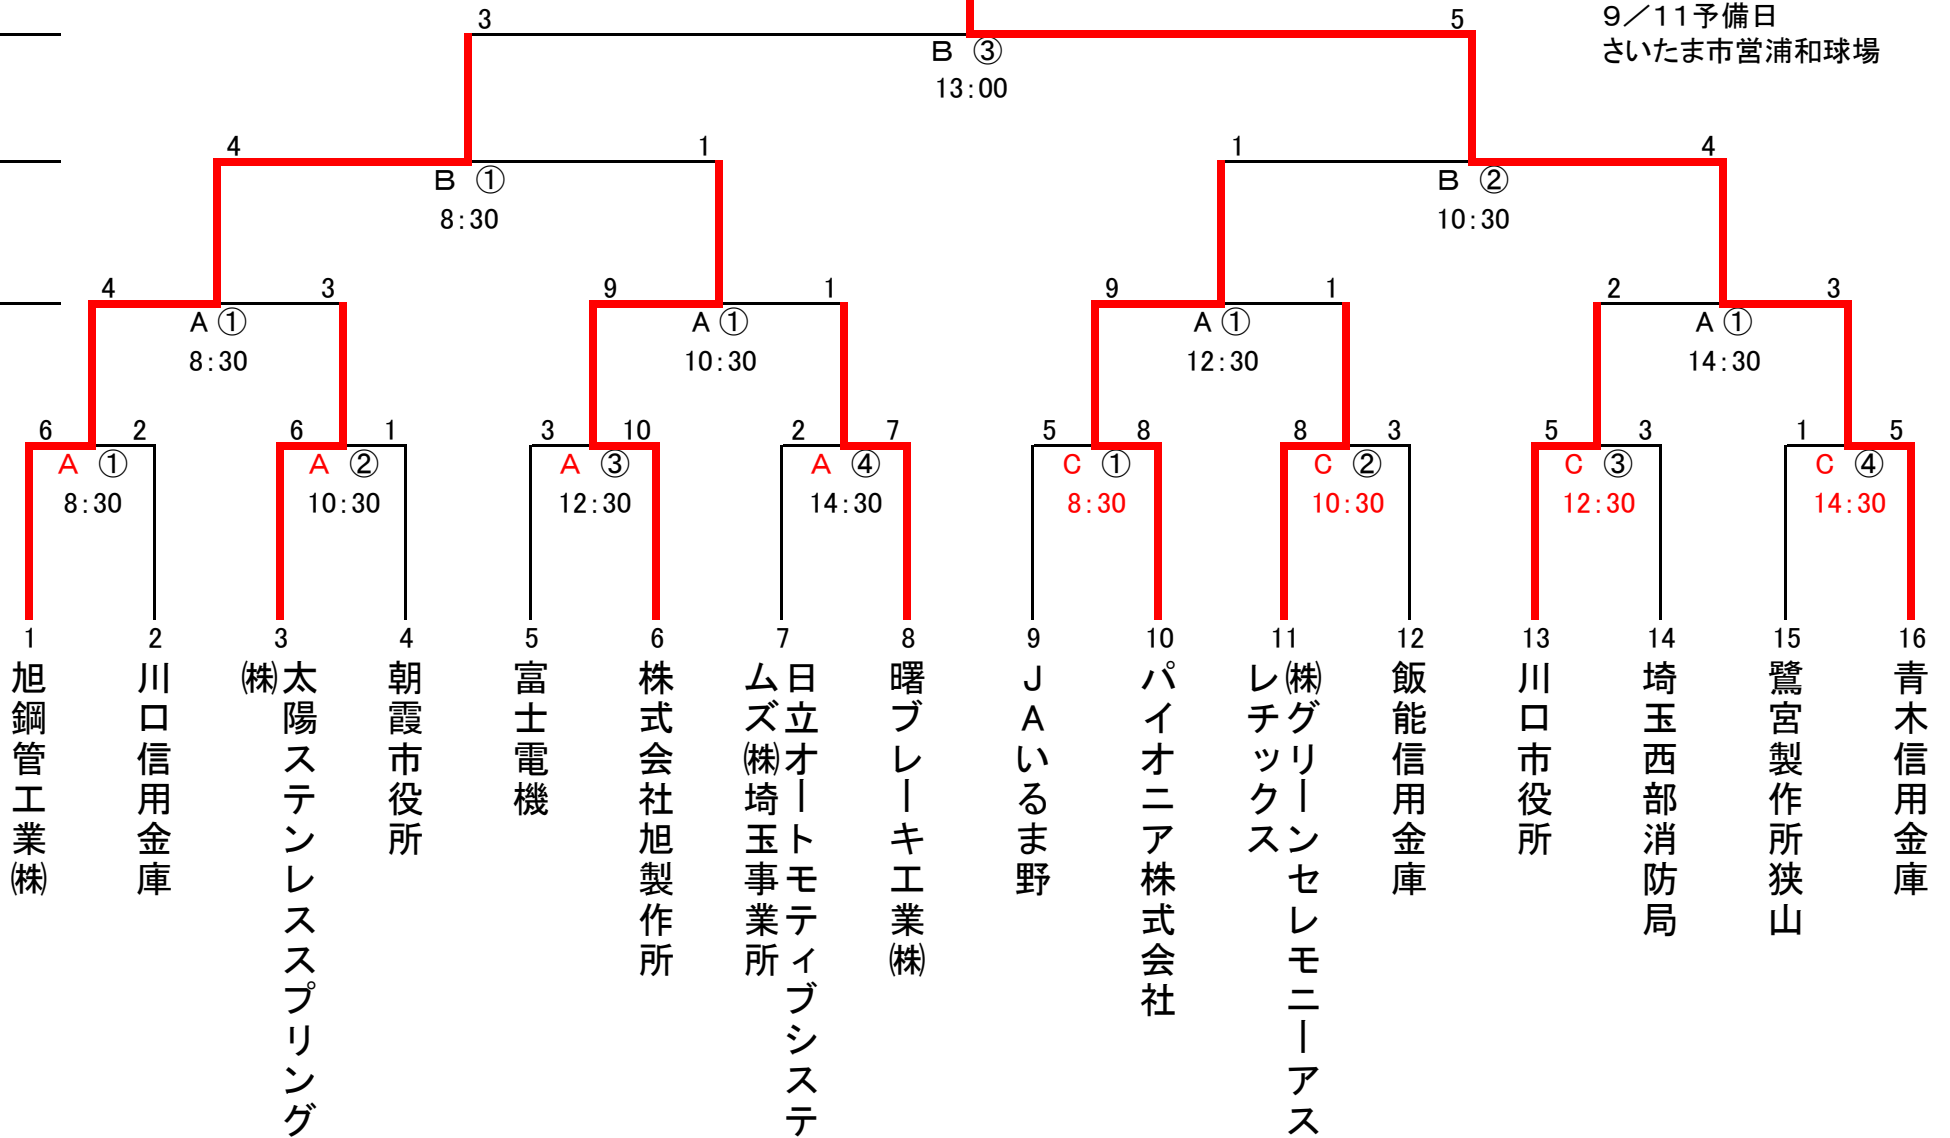 3
5
9／11予備日
さいたま市営浦和球場
B ③
13:00
4
1
1
4
B ①
8:30
B ②
10:30
4
3
9
1
9
1
2
3
A ①
8:30
A ①
10:30
A ①
12:30
A ①
14:30
6
2
6
1
3
10
2
7
5
8
8
3
5
3
1
5
A ①
8:30
A ②
10:30
A ③
12:30
A ④
14:30
C ①
8:30
C ②
10:30
C ③
12:30
C ④
14:30
1
2
3
4
5
6
7
8
9
10
11
12
13
14
15
16
旭鋼管工業㈱
川口信用金庫
太陽ステンレススプリング
㈱
朝霞市役所
富士電機
株式会社旭製作所
日立オートモティブシステ
ムズ㈱埼玉事業所
曙ブレーキ工業㈱
JAいるま野
パイオニア株式会社
㈱グリーンセレモニーアス
レチックス
飯能信用金庫
川口市役所
埼玉西部消防局
鷺宮製作所狭山
青木信用金庫